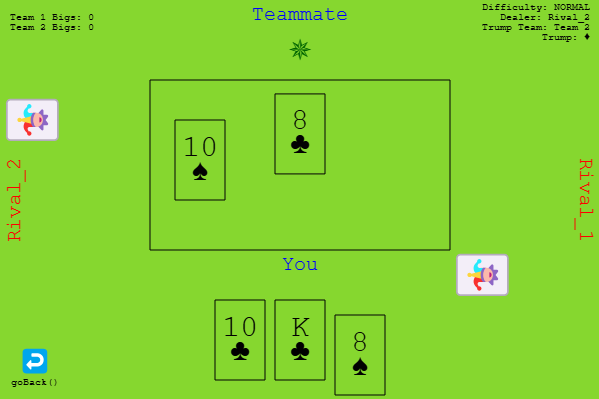 Team 1 Bigs: 0
Team 2 Bigs: 0
Teammate
Difficulty: NORMAL
Dealer: Rival_2
Trump Team: Team 2
Trump: ♦
10
♠
8
♣
Rival_2
Rival_1
You
10
♣
K
♣
8
♠
goBack()